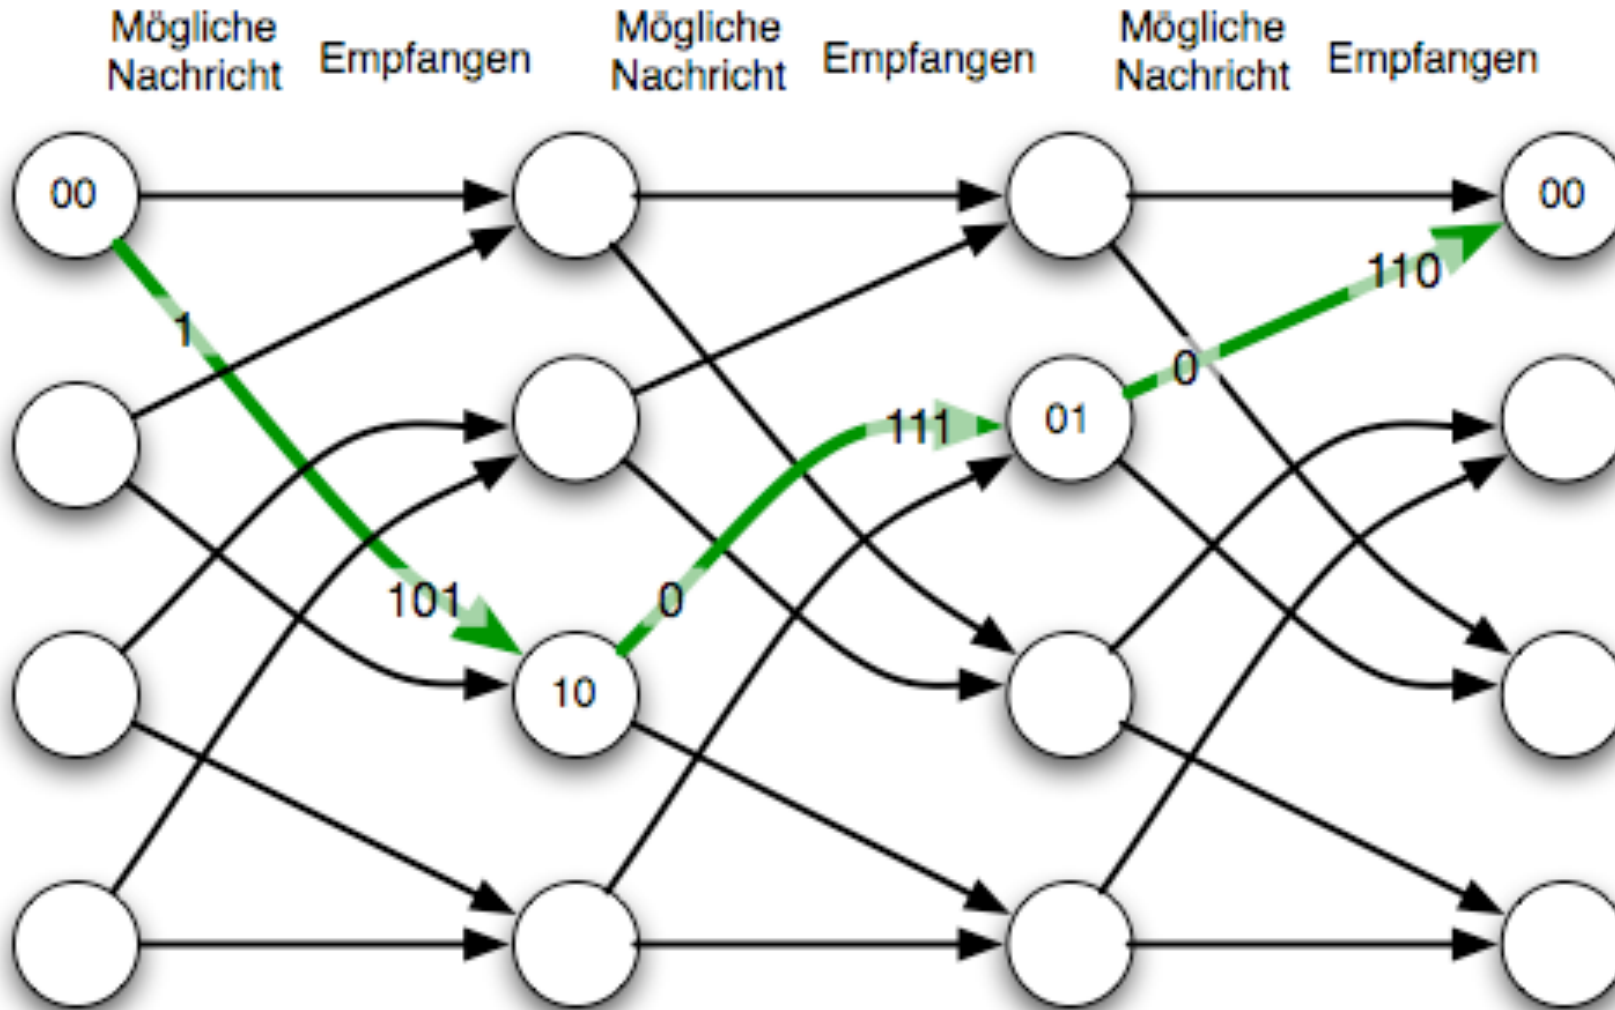 Mögliche
Nachricht
Empfangen
Mögliche
Nachricht
Empfangen
Mögliche
Nachricht
Empfangen
00
00
110
1
0
111
01
101
0
10